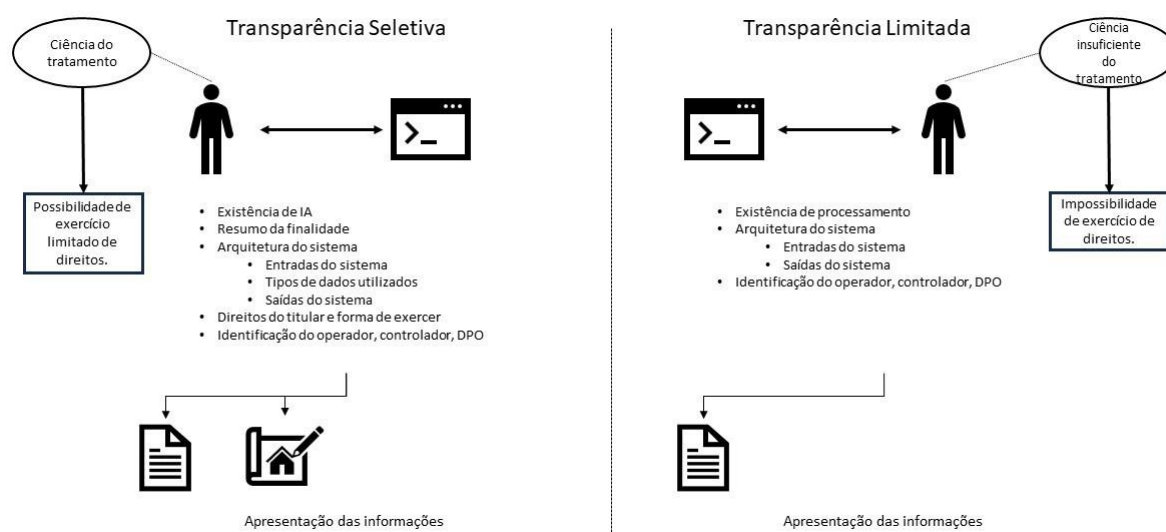 Transparência Seletiva
Ciência do
tratamento
Possibilidade de
exercício
limitado de
direitos.
>_
• Existência de IA
• Resumo da finalidade
• Arquitetura do sistema
• Entradas do sistema
• Tipos de dados utilizados
• Saídas do sistema
• Direitos do titular e forma de exercer
• Identificação do operador, controlador, DPO
Apresentação das informações
Transparência Limitada
Ciência
insuficiente
do
tratamento
Impossibilidade
de exercício de
direitos.
>_
• Existência de processamento
• Arquitetura do sistema
• Entradas do sistema
• Saídas do sistema
• Identificação do operador, controlador, DPO
Apresentação das informações